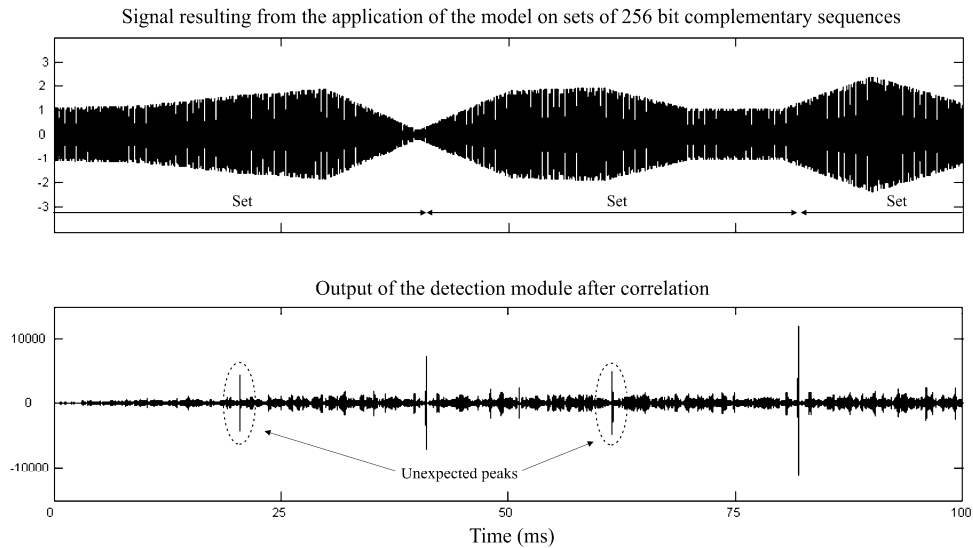 Signal resulting from the application of the model on sets of 256 bit complementary sequences
3
2
1
0
-1
-2
-3
Set Set Set
Output of the detection module after correlation
10000
0
-10000
Unexpected peaks
0 25 50 75 100
Time (ms)